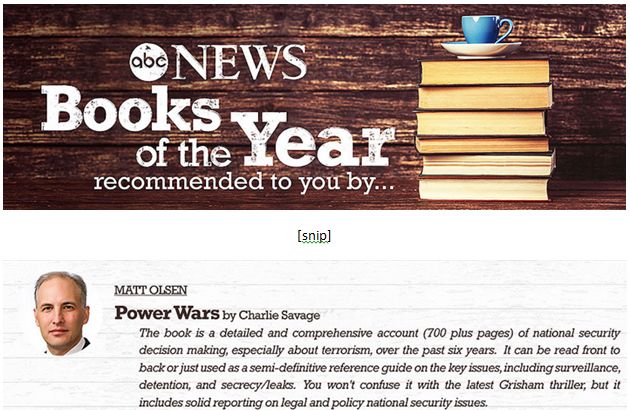 abc NEWS
Books
of the Year
recommended to you by...
[snip]
MATT OLSEN
Power Wars by Charlie Savage
The book is a detailed and comprehensive account (700 plus pages) of national security
decision making, especially about terrorism, over the past six years. It can be read front to
back or just used as a semi-definitive reference guide on the key issues, including surveillance,
detention, and secrecy/leaks. You won't confuse it with the latest Grisham thriller, but it
includes solid reporting on legal and policy national security issues.